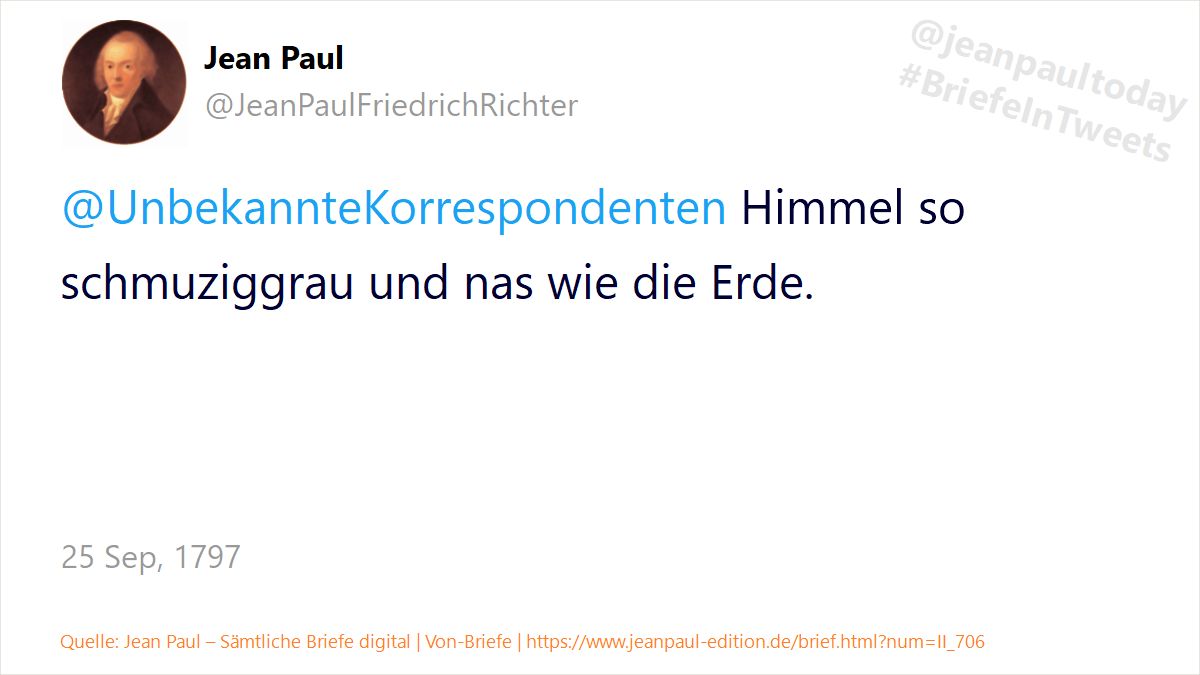 Jean Paul
@JeanPaulFriedrichRichter
@jeanpaultoday
#BriefeInTweets
@UnbekannteKorrespondenten Himmel so
schmuziggrau und nas wie die Erde.
25 Sep, 1797
Quelle: Jean Paul – Sämtliche Briefe digital | Von-Briefe | https://www.jeanpaul-edition.de/brief.html?num=II_706